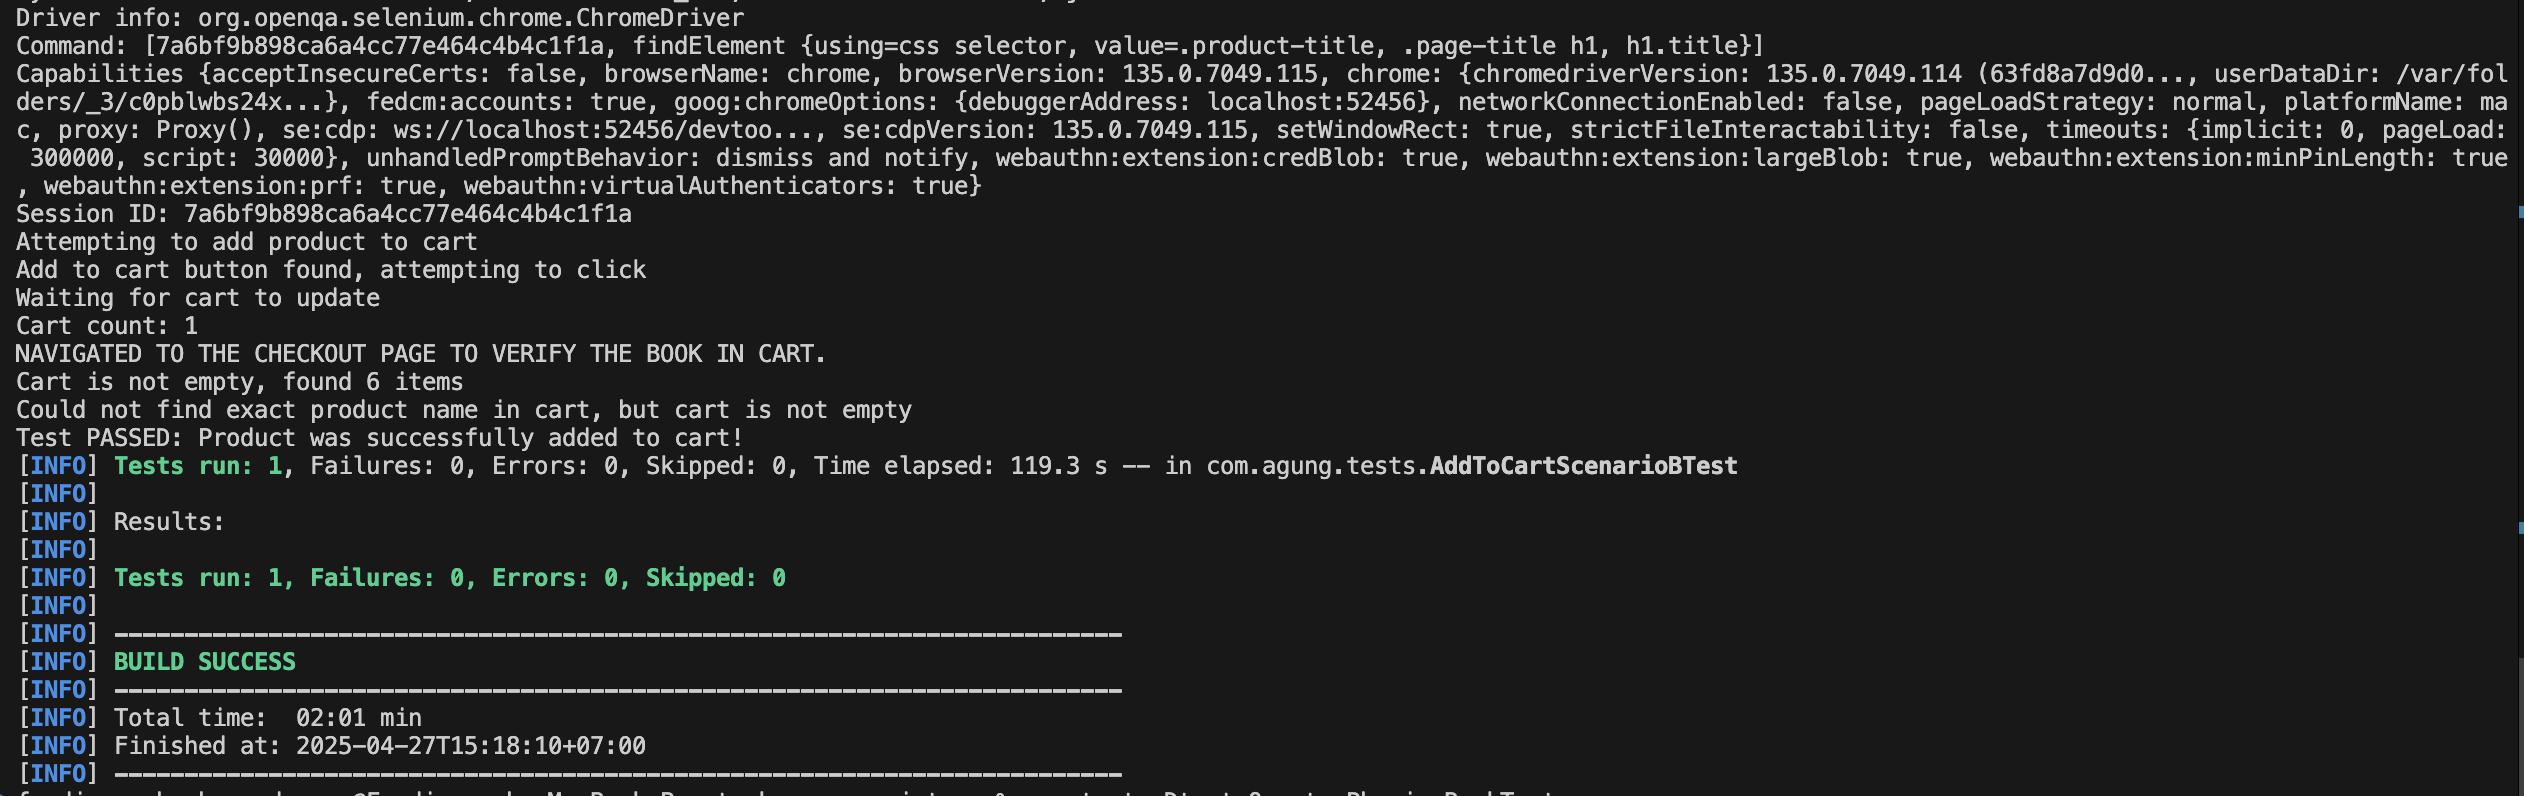 Driver info: org.openqa.selenium.chrome.ChromeDriver
Command: [7a6bf9b898ca6a4cc77e464c4b4c1f1a, findElement {using=css selector, value=.product-title, .page-title h1, h1.title}]
Capabilities {acceptInsecureCerts: false, browserName: chrome, browserVersion: 135.0.7049.115, chrome: {chromedriverVersion: 135.0.7049.114 (63fd8a7d9d0..., userDataDir: /var/fol
ders/_3/c0pblwbs24x...}, fedcm:accounts: true, goog:chromeOptions: {debuggerAddress: localhost:52456}, networkConnectionEnabled: false, pageLoadStrategy: normal, platformName: ma
c, proxy: Proxy(), se:cdp: ws://localhost:52456/devtoo..., se:cdpVersion: 135.0.7049.115, setWindowRect: true, strictFileInteractability: false, timeouts: {implicit: 0, pageLoad:
 300000, script: 30000}, unhandledPromptBehavior: dismiss and notify, webauthn:extension:credBlob: true, webauthn:extension:largeBlob: true, webauthn:extension:minPinLength: true
, webauthn:extension:prf: true, webauthn:virtualAuthenticators: true}
Session ID: 7a6bf9b898ca6a4cc77e464c4b4c1f1a
Attempting to add product to cart
Add to cart button found, attempting to click
Waiting for cart to update
Cart count: 1
NAVIGATED TO THE CHECKOUT PAGE TO VERIFY THE BOOK IN CART.
Cart is not empty, found 6 items
Could not find exact product name in cart, but cart is not empty
Test PASSED: Product was successfully added to cart!
[INFO] Tests run: 1, Failures: 0, Errors: 0, Skipped: 0, Time elapsed: 119.3 s -- in com.agung.tests.AddToCartScenarioBTest
[INFO]
[INFO] Results:
[INFO]
[INFO] Tests run: 1, Failures: 0, Errors: 0, Skipped: 0
[INFO]
[INFO] ------------------------------------------------------------------------
[INFO] BUILD SUCCESS
[INFO] ------------------------------------------------------------------------
[INFO] Total time:  02:01 min
[INFO] Finished at: 2025-04-27T15:18:10+07:00
[INFO] ------------------------------------------------------------------------